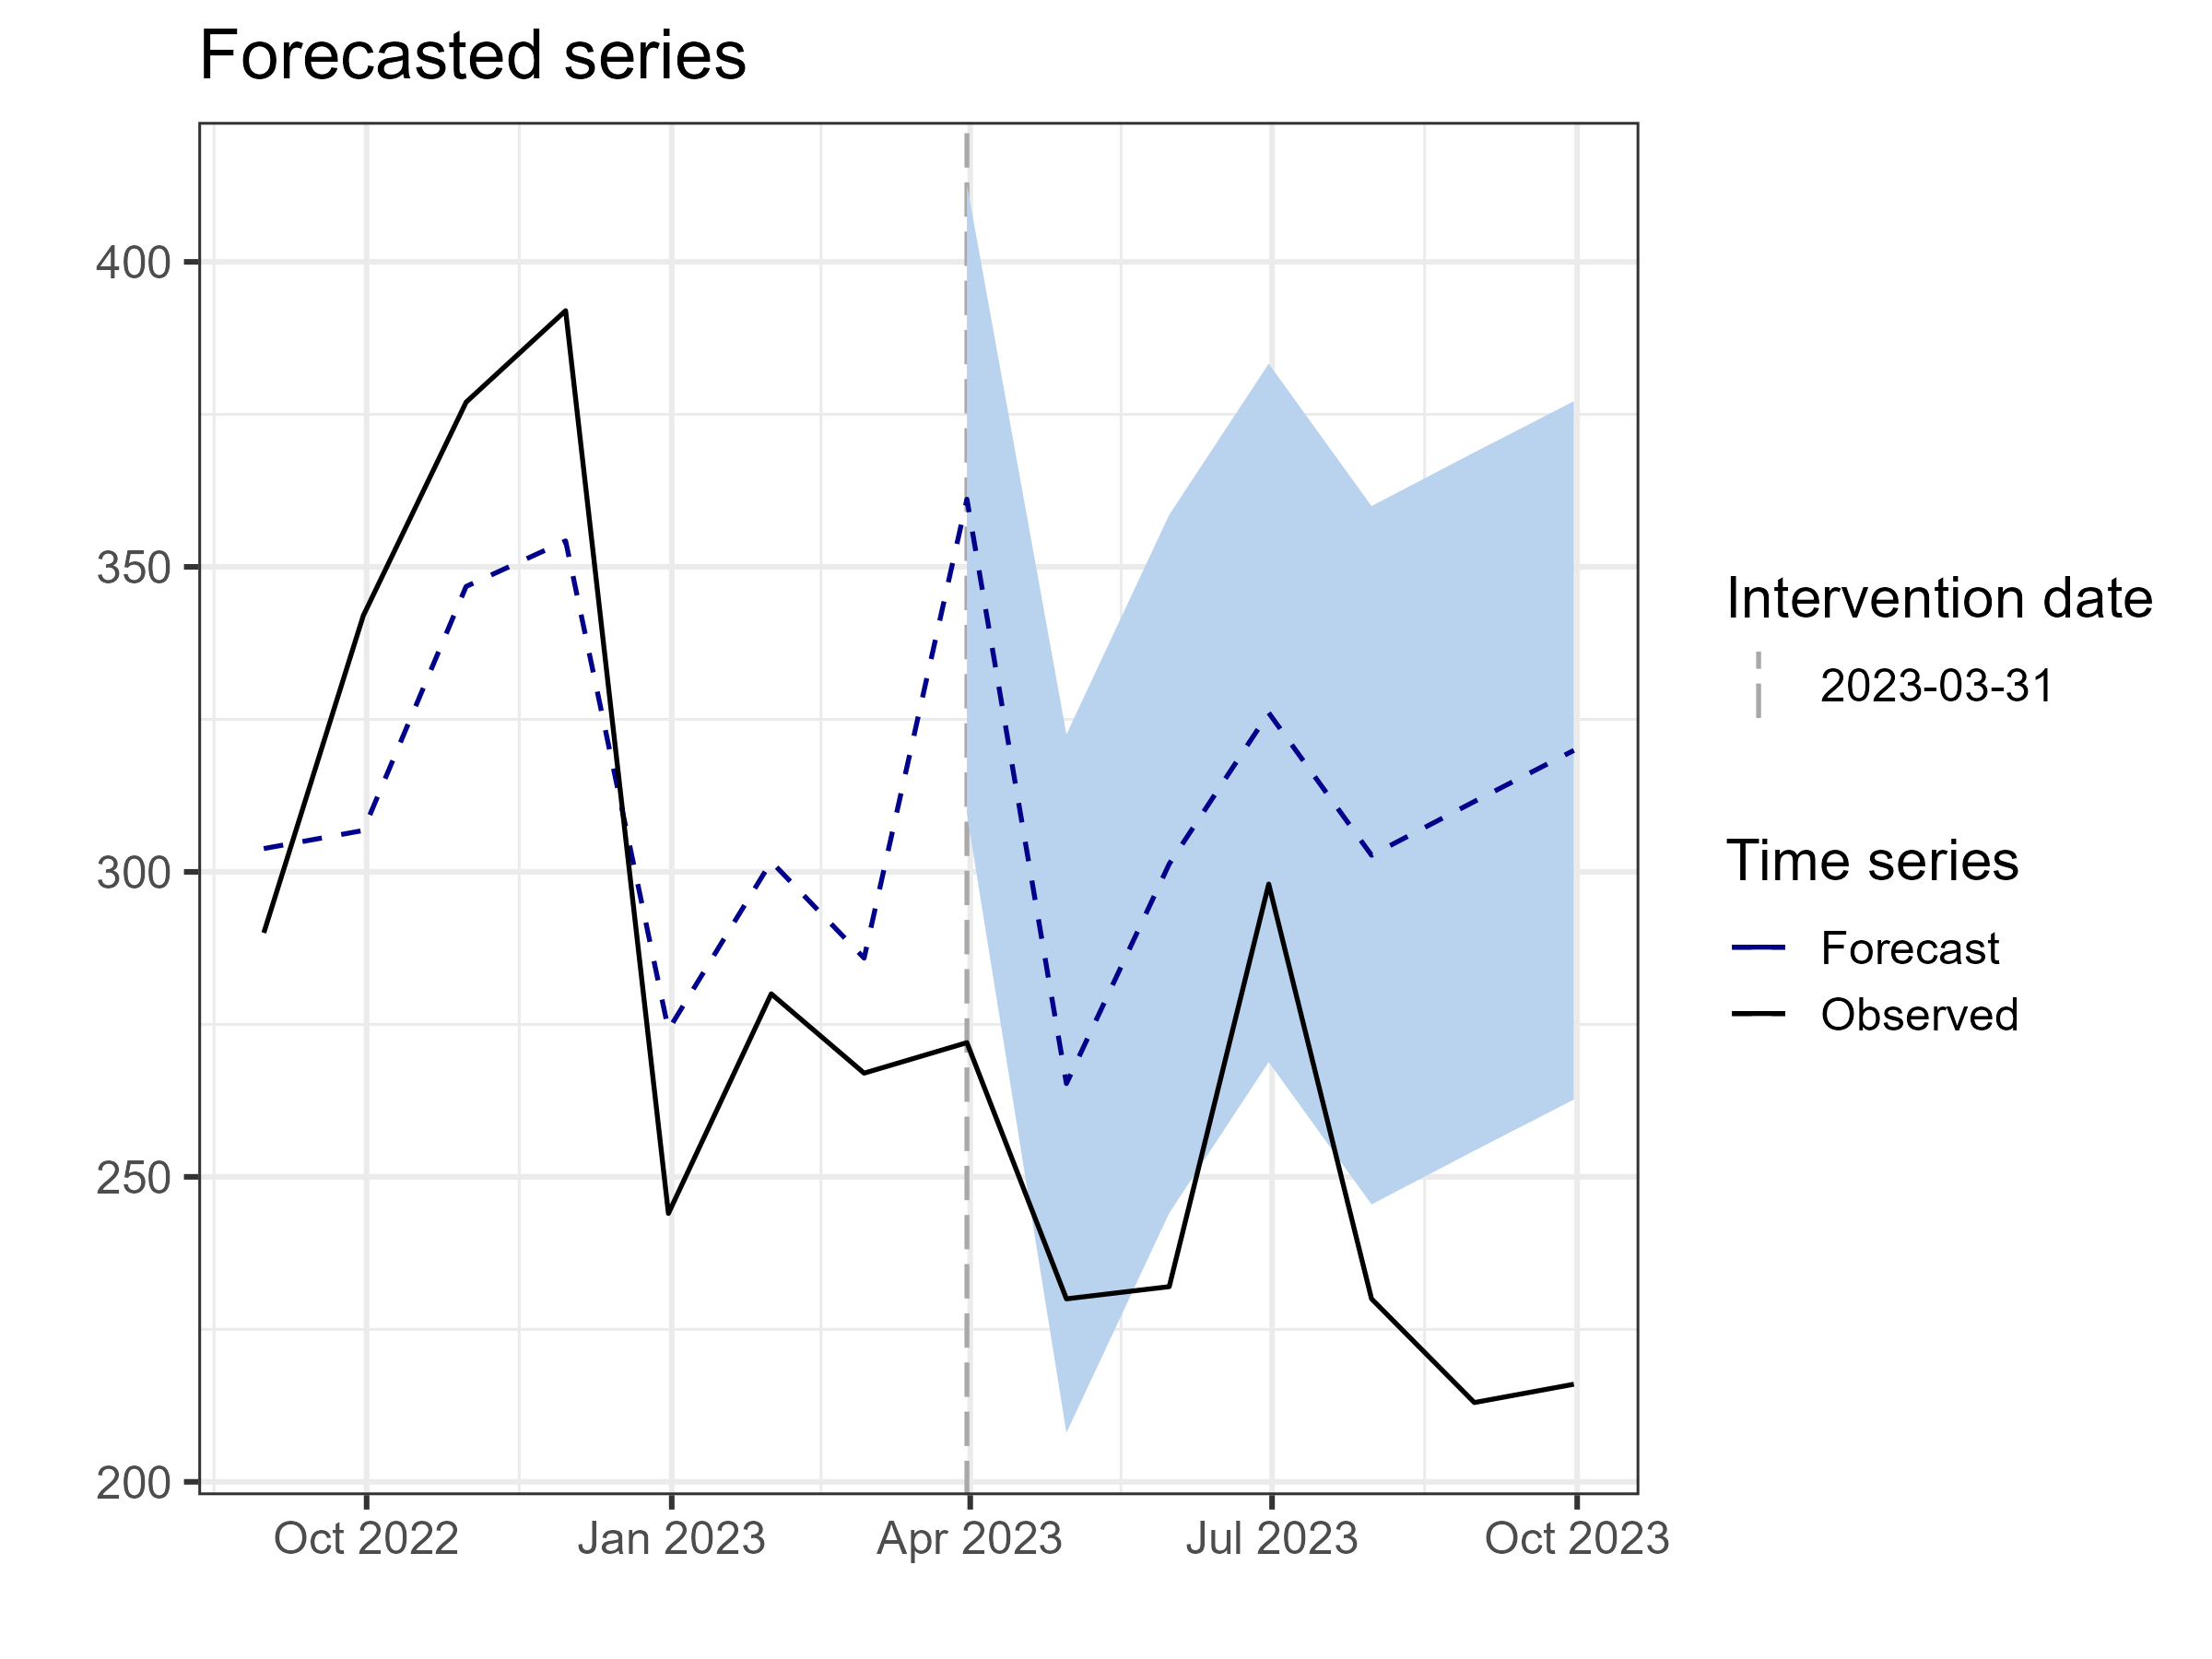 Forecasted series
400
350
300
250
200
Oct 2022
Jan 2023
Apr 2023
Jul 2023
Oct 2023
Intervention date
2023-03-31
Time series
Forecast
Observed